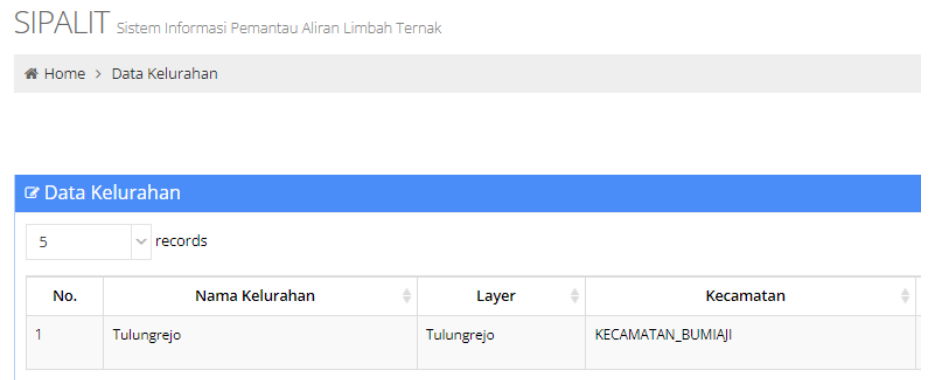 SIPALIT Sistem Informasi Pemantau Aliran Limbah Ternak
Home > Data Kelurahan
Data Kelurahan
5 records
No. Nama Kelurahan Layer Kecamatan
1 Tulungrejo Tulungrejo KECAMATAN_BUMIAJI